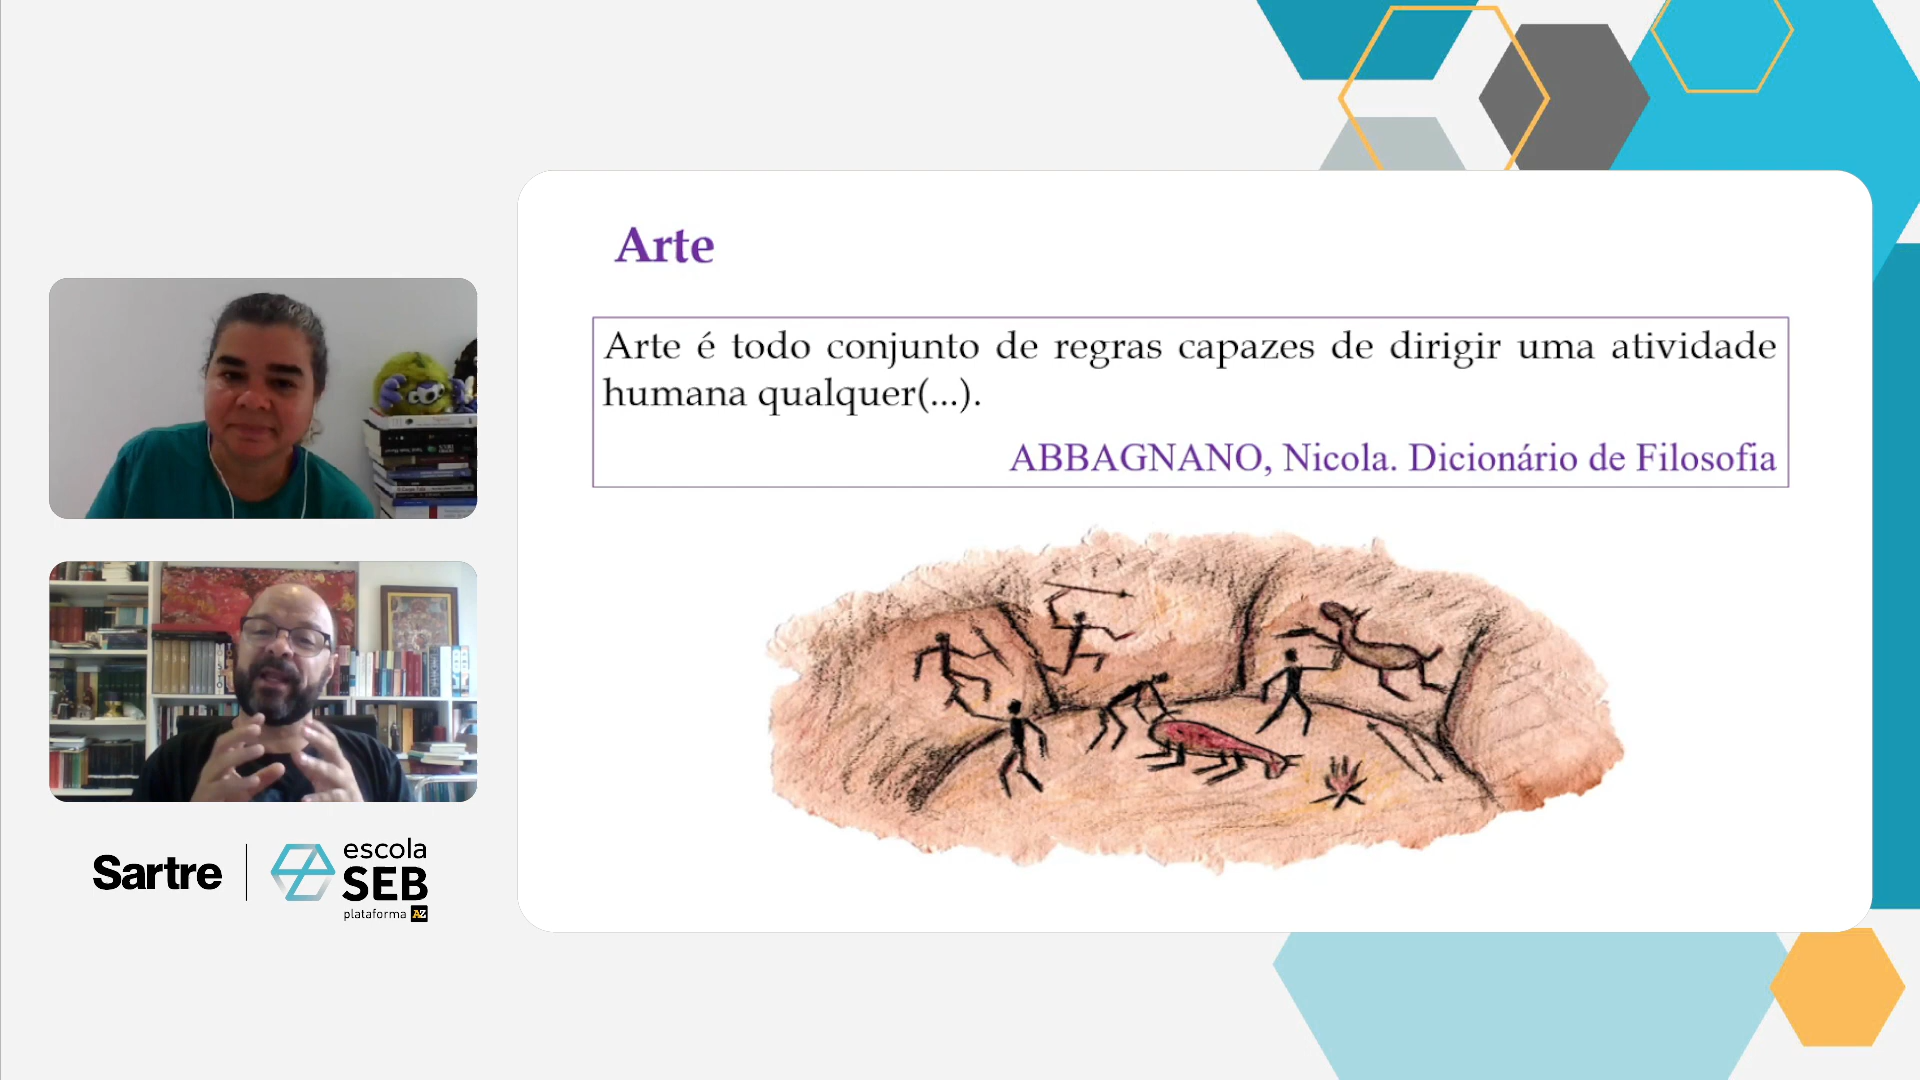 Arte
Arte é todo conjunto de regras capazes de dirigir uma atividade
humana qualquer(...).
ABBAGNANO, Nicola. Dicionário de Filosofia
Sartre
escola
SEB
plataforma AZ